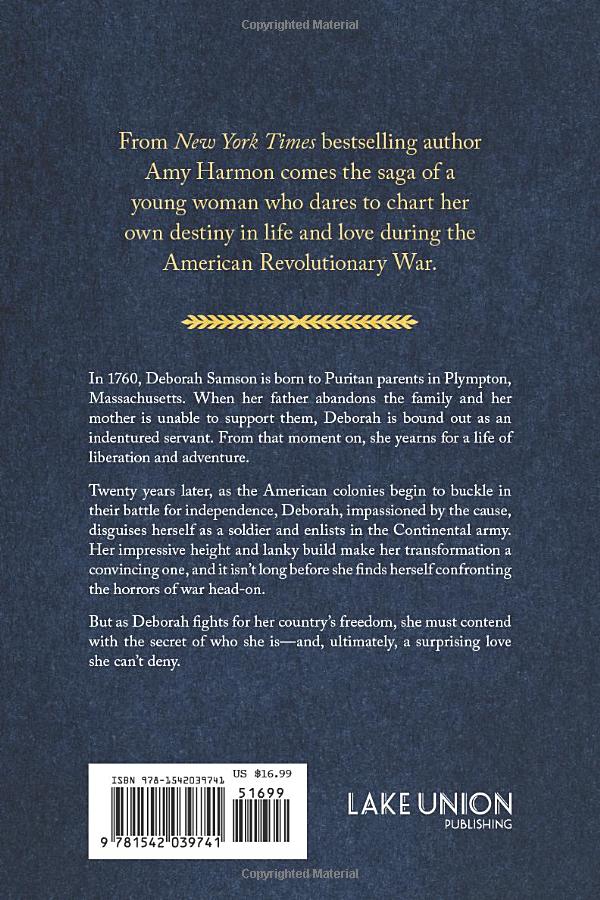 Copyrighted Material
From New York Times bestselling author
Amy Harmon comes the saga of a
young woman who dares to chart her
own destiny in life and love during the
American Revolutionary War.
In 1760, Deborah Samson is born to Puritan parents in Plympton,
Massachusetts. When her father abandons the family and her
mother is unable to support them, Deborah is bound out as an
indentured servant. From that moment on, she yearns for a life of
liberation and adventure.
Twenty years later, as the American colonies begin to buckle in
their battle for independence, Deborah, impassioned by the cause,
disguises herself as a soldier and enlists in the Continental army.
Her impressive height and lanky build make her transformation a
convincing one, and it isn't long before she finds herself confronting
the horrors of war head-on.
But as Deborah fights for her country's freedom, she must contend
with the secret of who she is—and, ultimately, a surprising love
she can't deny.
ISBN 978-1542039741
US $16.99
51699
9 781542 039741
LAKE UNION
PUBLISHING
Copyrighted Material